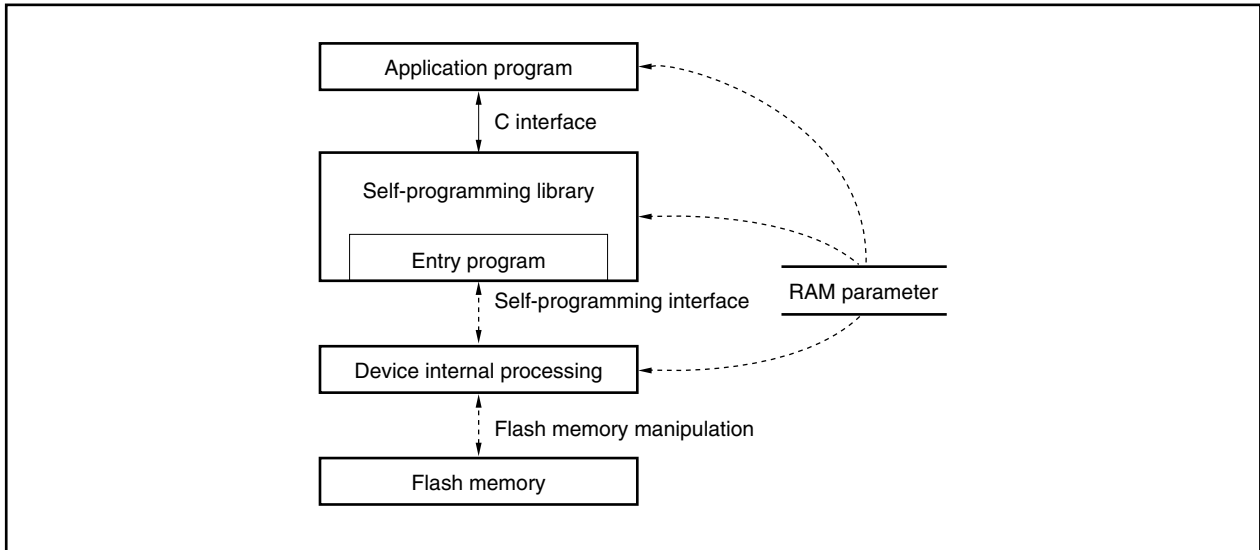 Application program
C interface
Self-programming library
Entry program
Self-programming interface
RAM parameter
Device internal processing
Flash memory manipulation
Flash memory